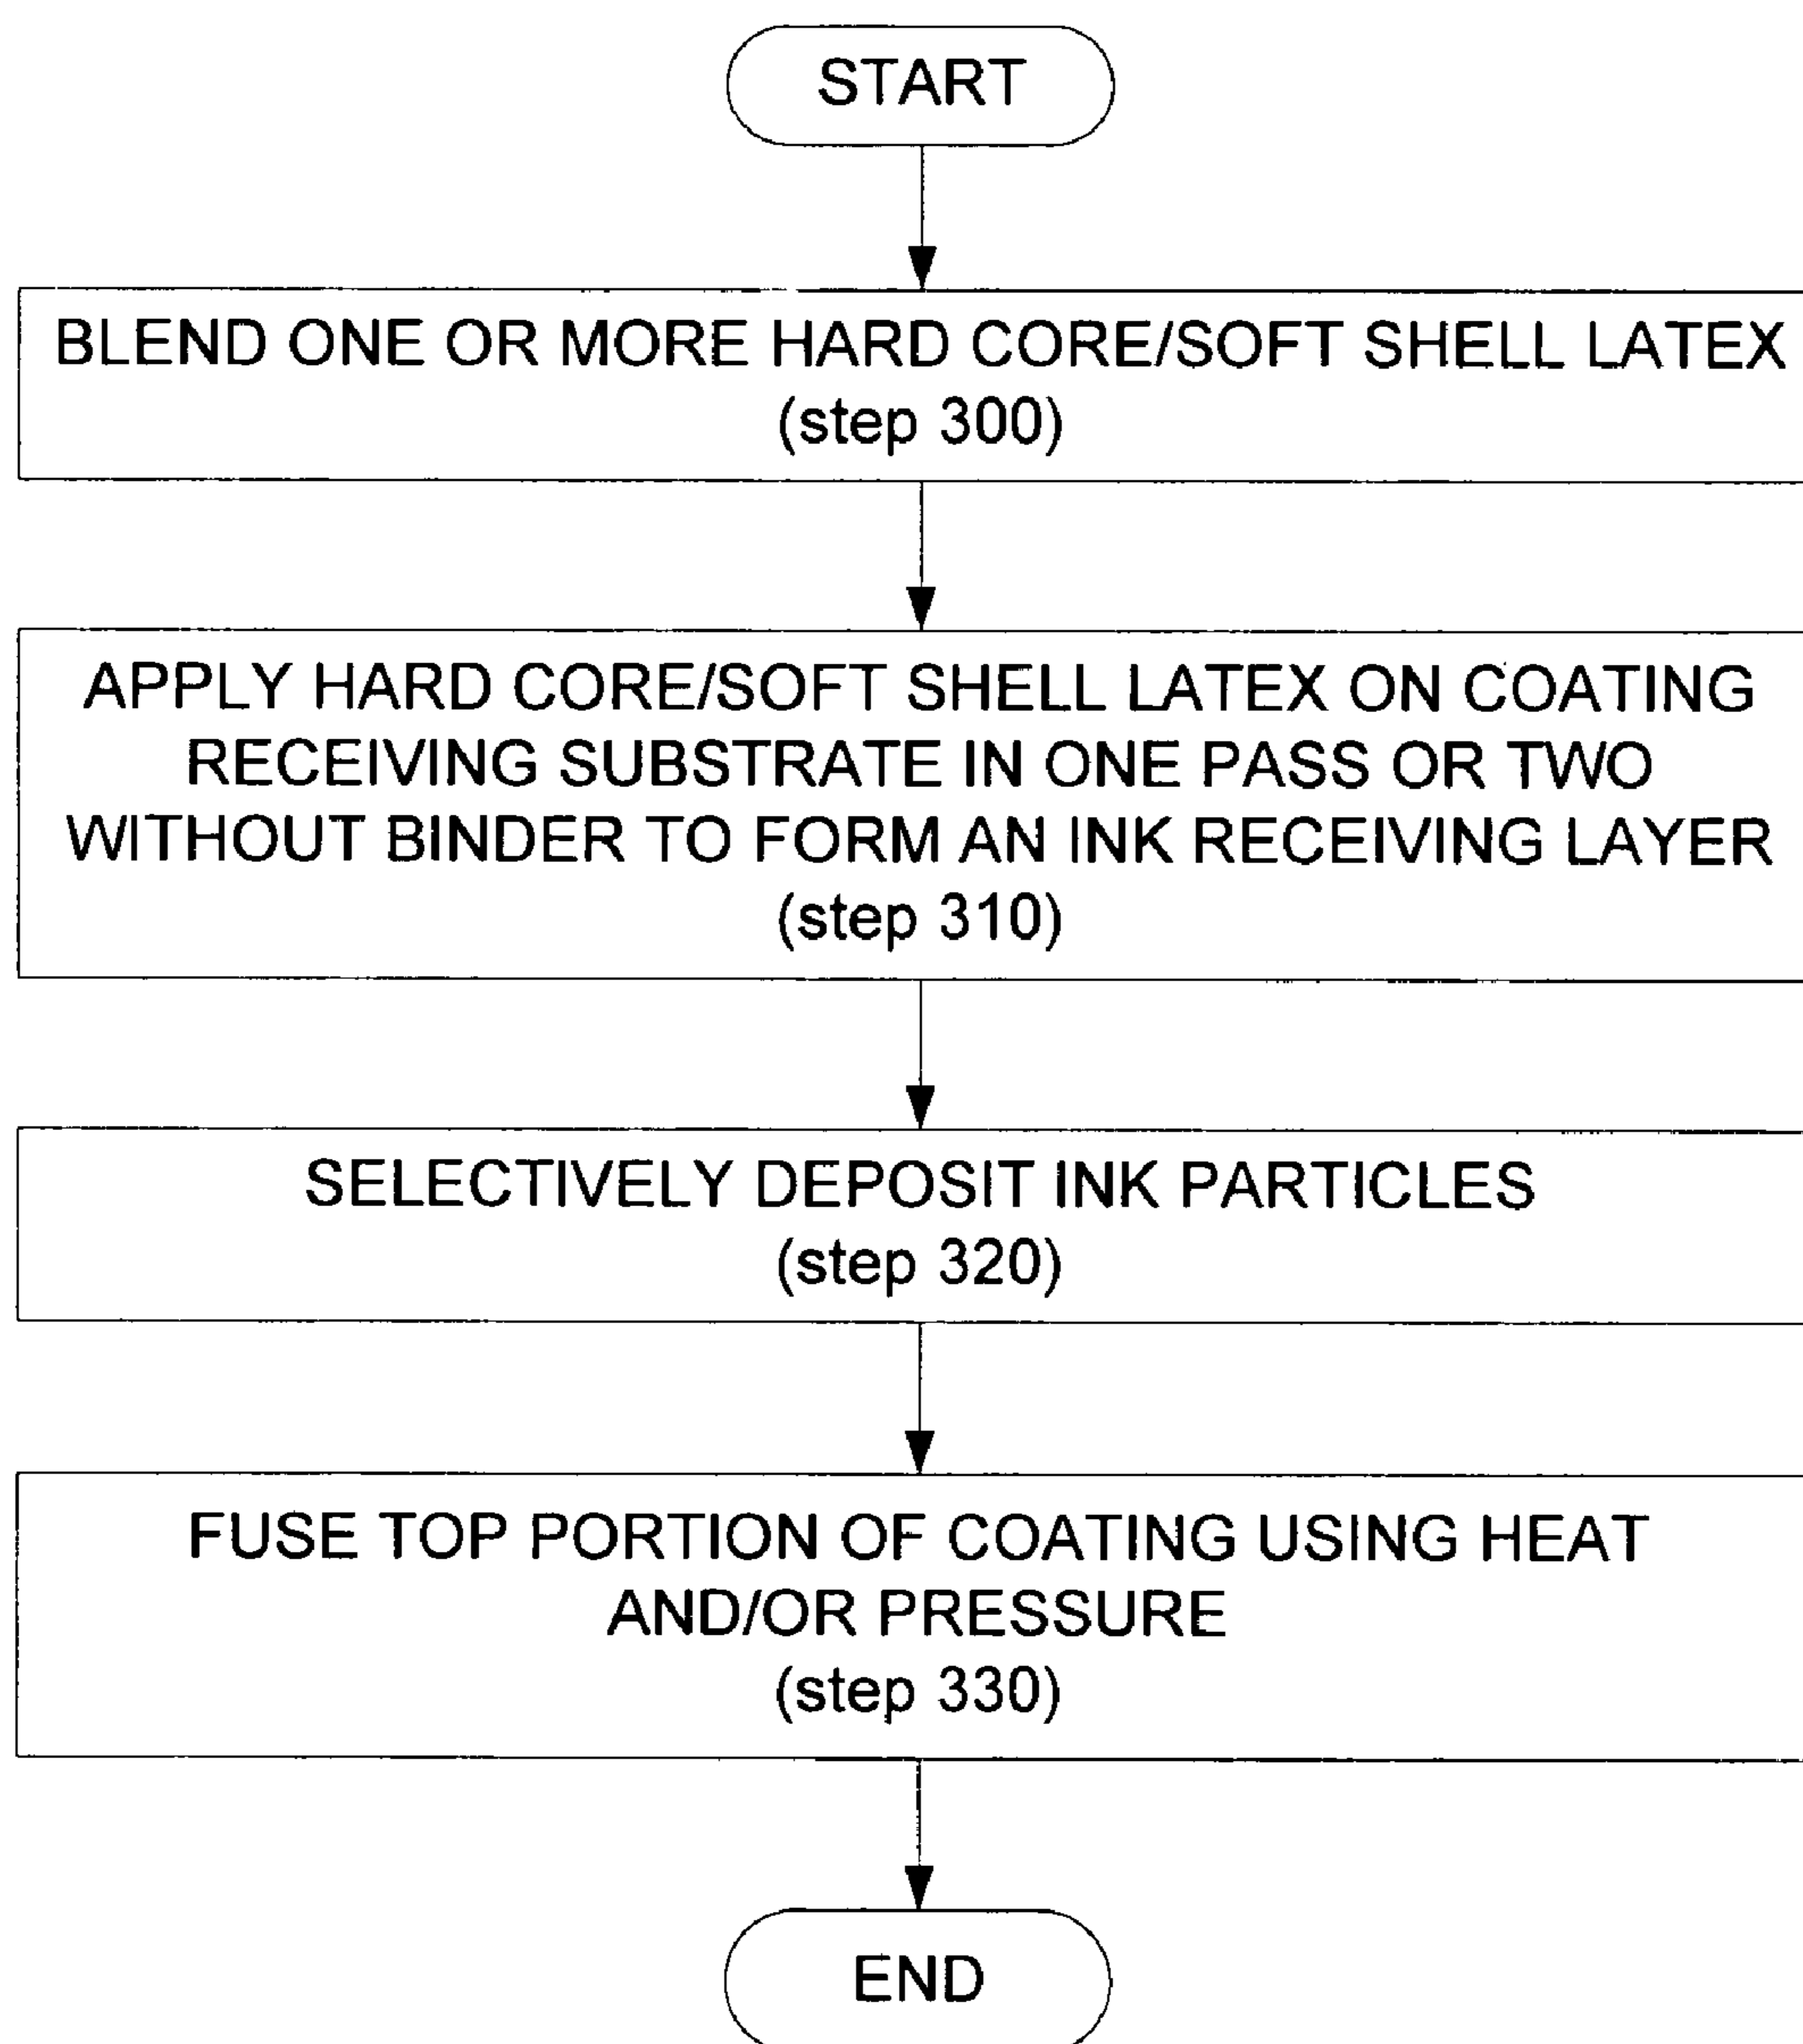 START
BLEND ONE OR MORE HARD CORE/SOFT SHELL LATEX
(step 300)
APPLY HARD CORE/SOFT SHELL LATEX ON COATING
RECEIVING SUBSTRATE IN ONE PASS OR TWO
WITHOUT BINDER TO FORM AN INK RECEIVING LAYER
(step 310)
SELECTIVELY DEPOSIT INK PARTICLES
(step 320)
FUSE TOP PORTION OF COATING USING HEAT
AND/OR PRESSURE
(step 330)
END